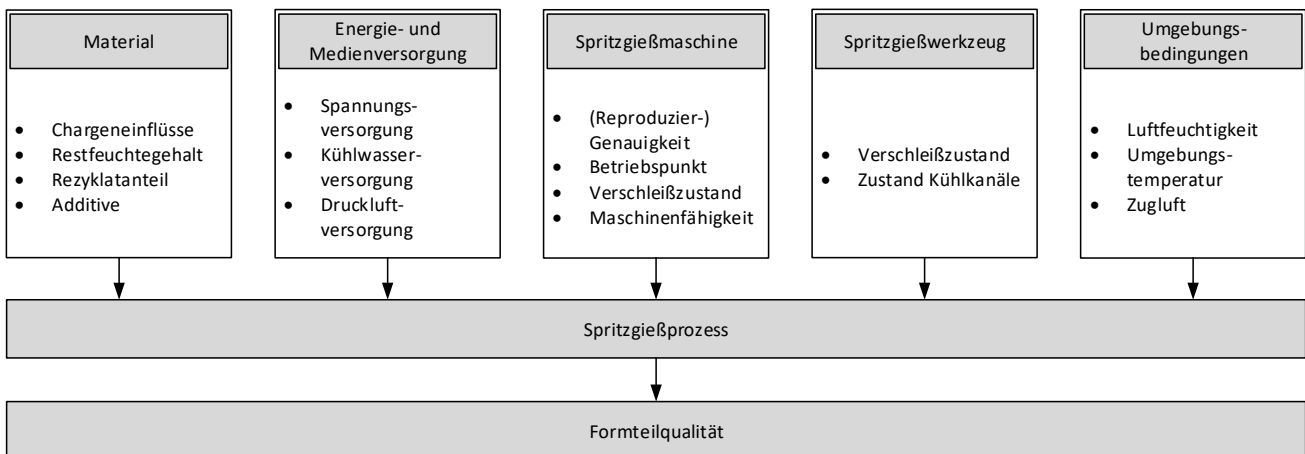 Material
Chargeneinflüsse
Restfeuchtegehalt
Rezyklatanteil
Additive
Energie- und
Medienversorgung
Spannungs-
versorgung
Kühlwasser-
versorgung
Druckluft-
versorgung
Spritzgießmaschine
(Reproduzier-)
Genauigkeit
Betriebspunkt
Verschleißzustand
Maschinenfähigkeit
Spritzgießwerkzeug
Verschleißzustand
Zustand Kühlkanäle
Umgebungs-
bedingungen
Luftfeuchtigkeit
Umgebungs-
temperatur
Zugluft
Spritzgießprozess
Formteilqualität